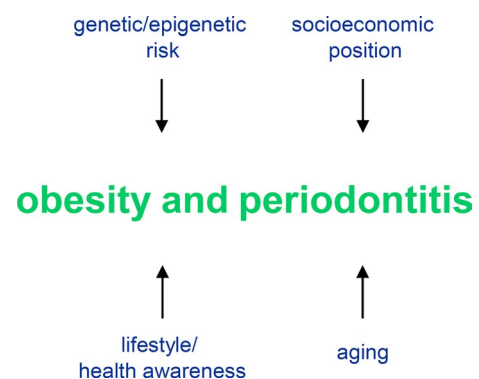 genetic/epigenetic
risk
socioeconomic
position
obesity and periodontitis
lifestyle/
health awareness
aging